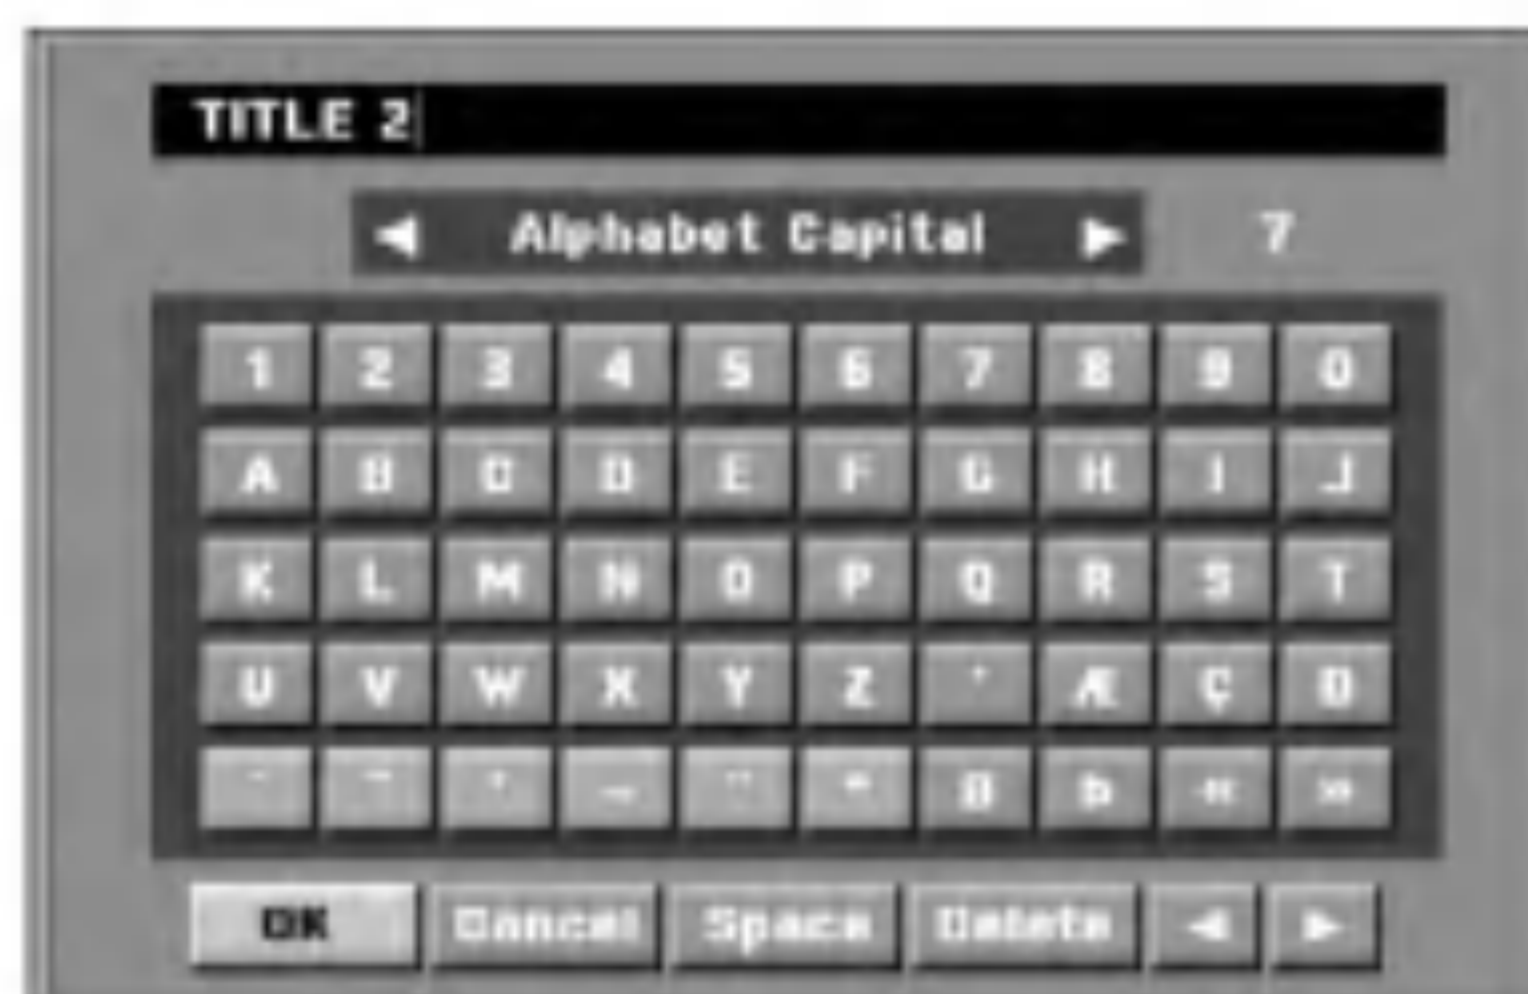 TITLE 2
◀ Alphabet Capital ▶ 7
1 2 3 4 5 6 7 8 9 0
A B C D E F G H I J
K L M N O P Q R S T
U V W X Y Z Æ Ç
« »
OK Cancel Space Delete ◀ ▶